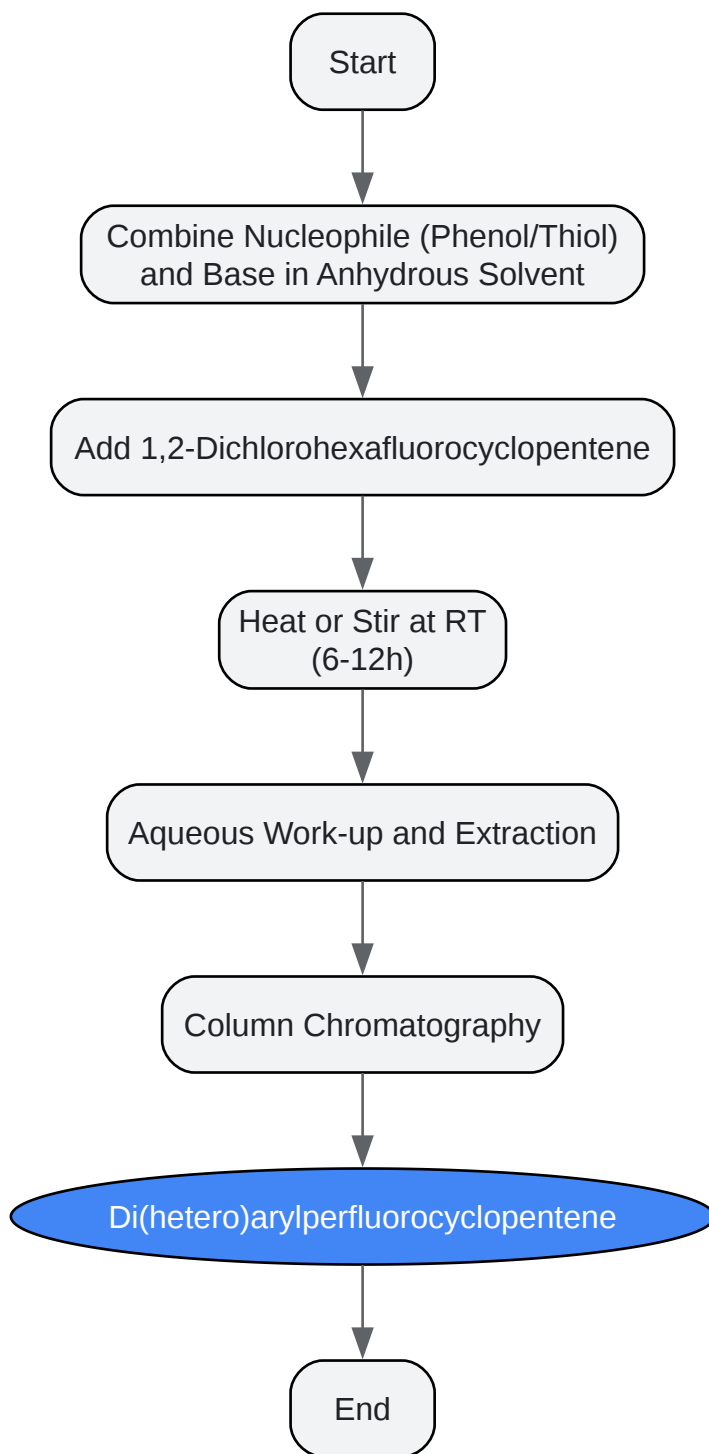 Start
Combine Nucleophile (Phenol/Thiol)
and Base in Anhydrous Solvent
Add 1,2-Dichlorohexafluorocyclopentene
Heat or Stir at RT
(6-12h)
Aqueous Work-up and Extraction
Column Chromatography
Di(hetero)arylperfluorocyclopentene
End